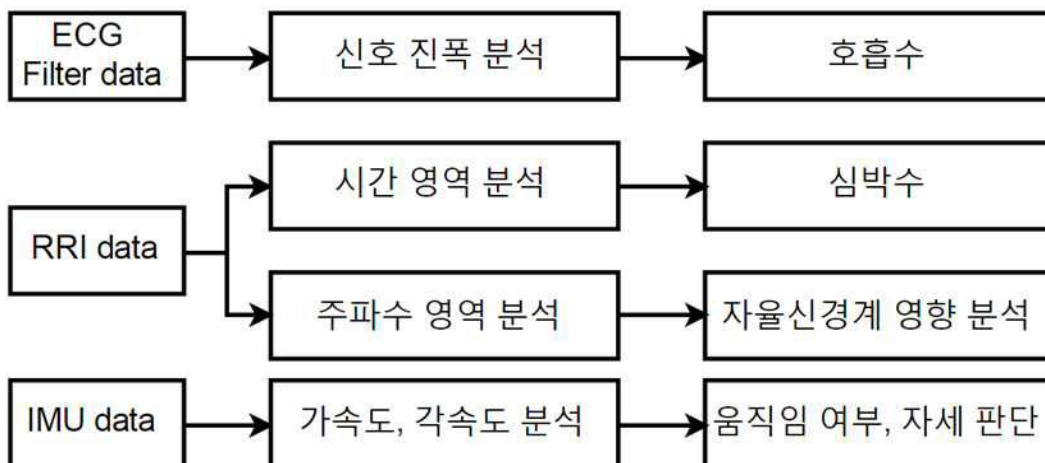 ECG
Filter data
신호 진폭 분석
호흡수
RRI data
시간 영역 분석
심박수
주파수 영역 분석
자율신경계 영향 분석
IMU data
가속도, 각속도 분석
움직임 여부, 자세 판단